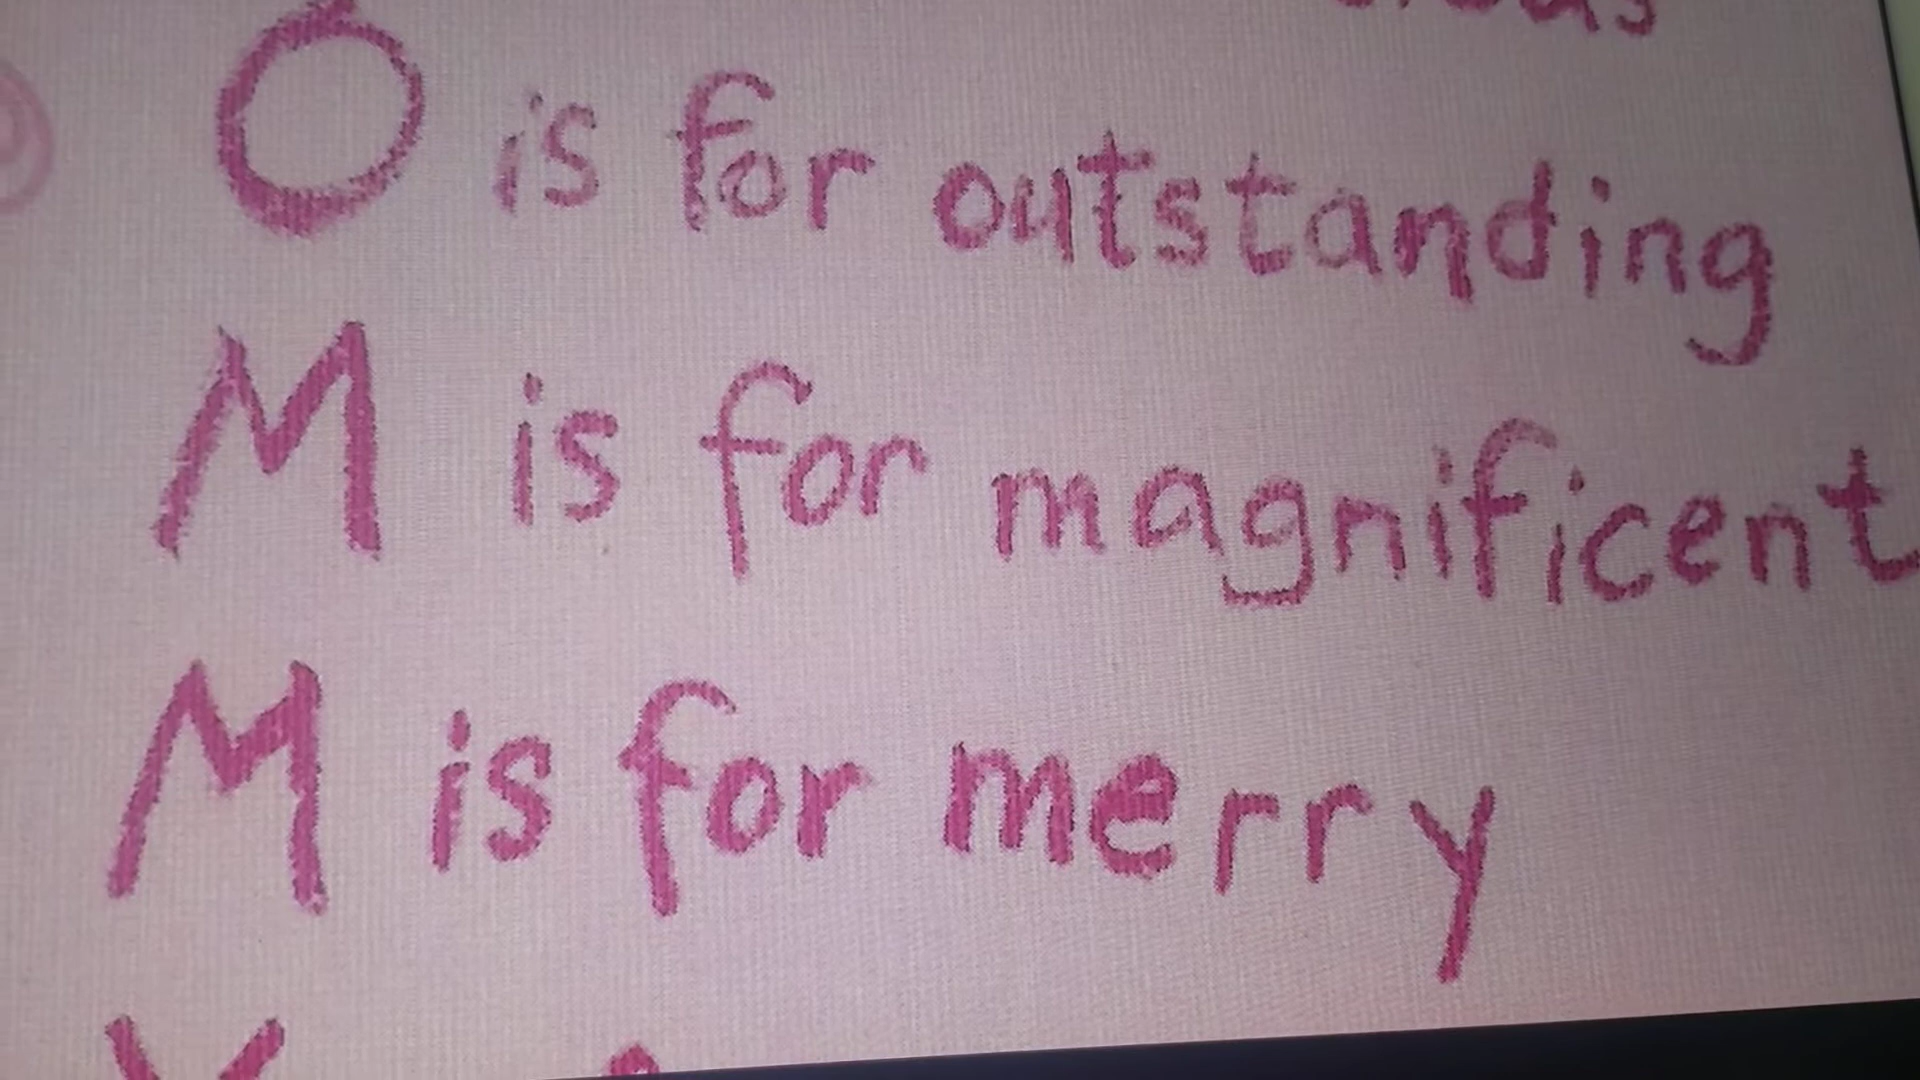 O is for outstanding
M is for magnificent
M is for merry
Y